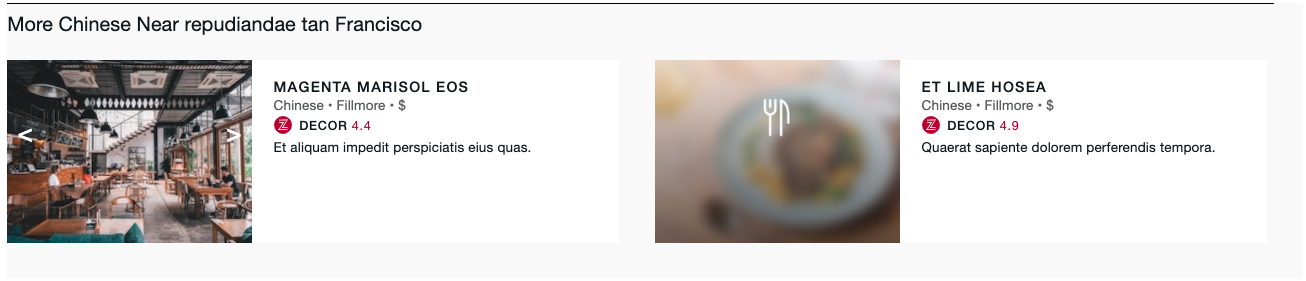 More Chinese Near repudiandae tan Francisco
< >
MAGENTA MARISOL EOS
Chinese • Fillmore • $
DECOR 4.4
Et aliquam impedit perspiciatis eius quas.
ET LIME HOSEA
Chinese • Fillmore • $
DECOR 4.9
Quaerat sapiente dolorem perferendis tempora.